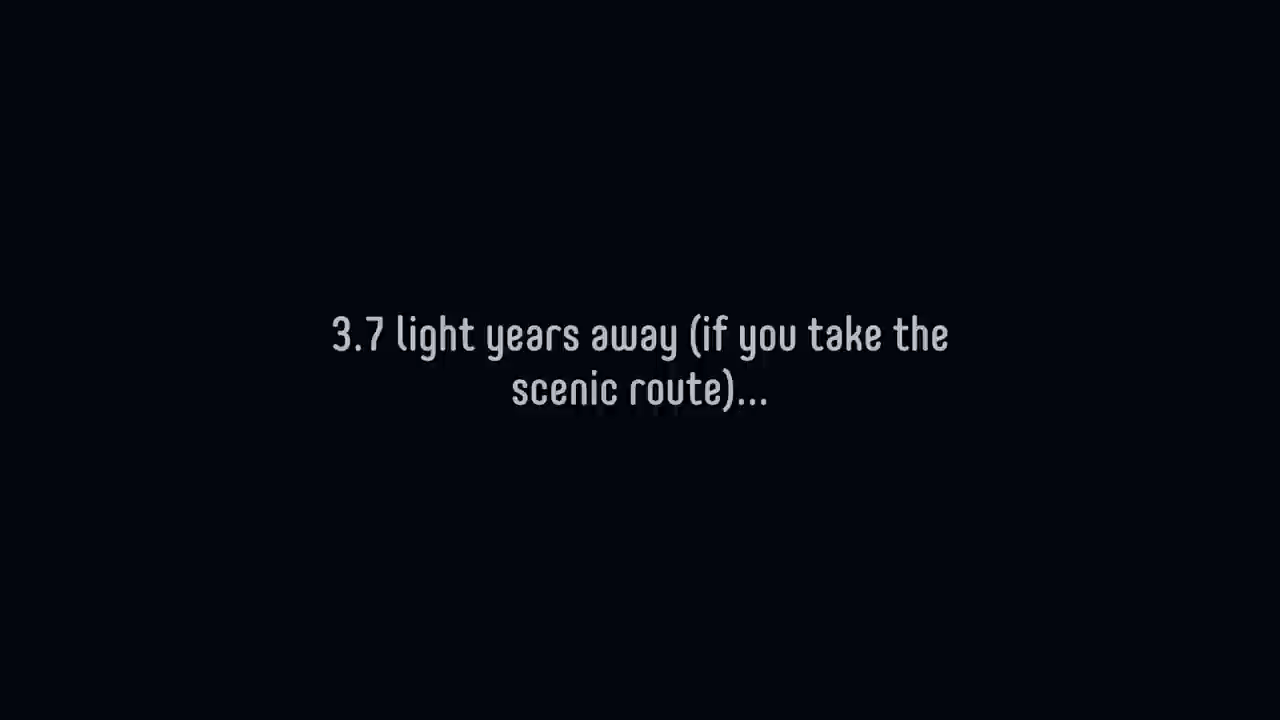 3.7 light years away (if you take the
scenic route)...